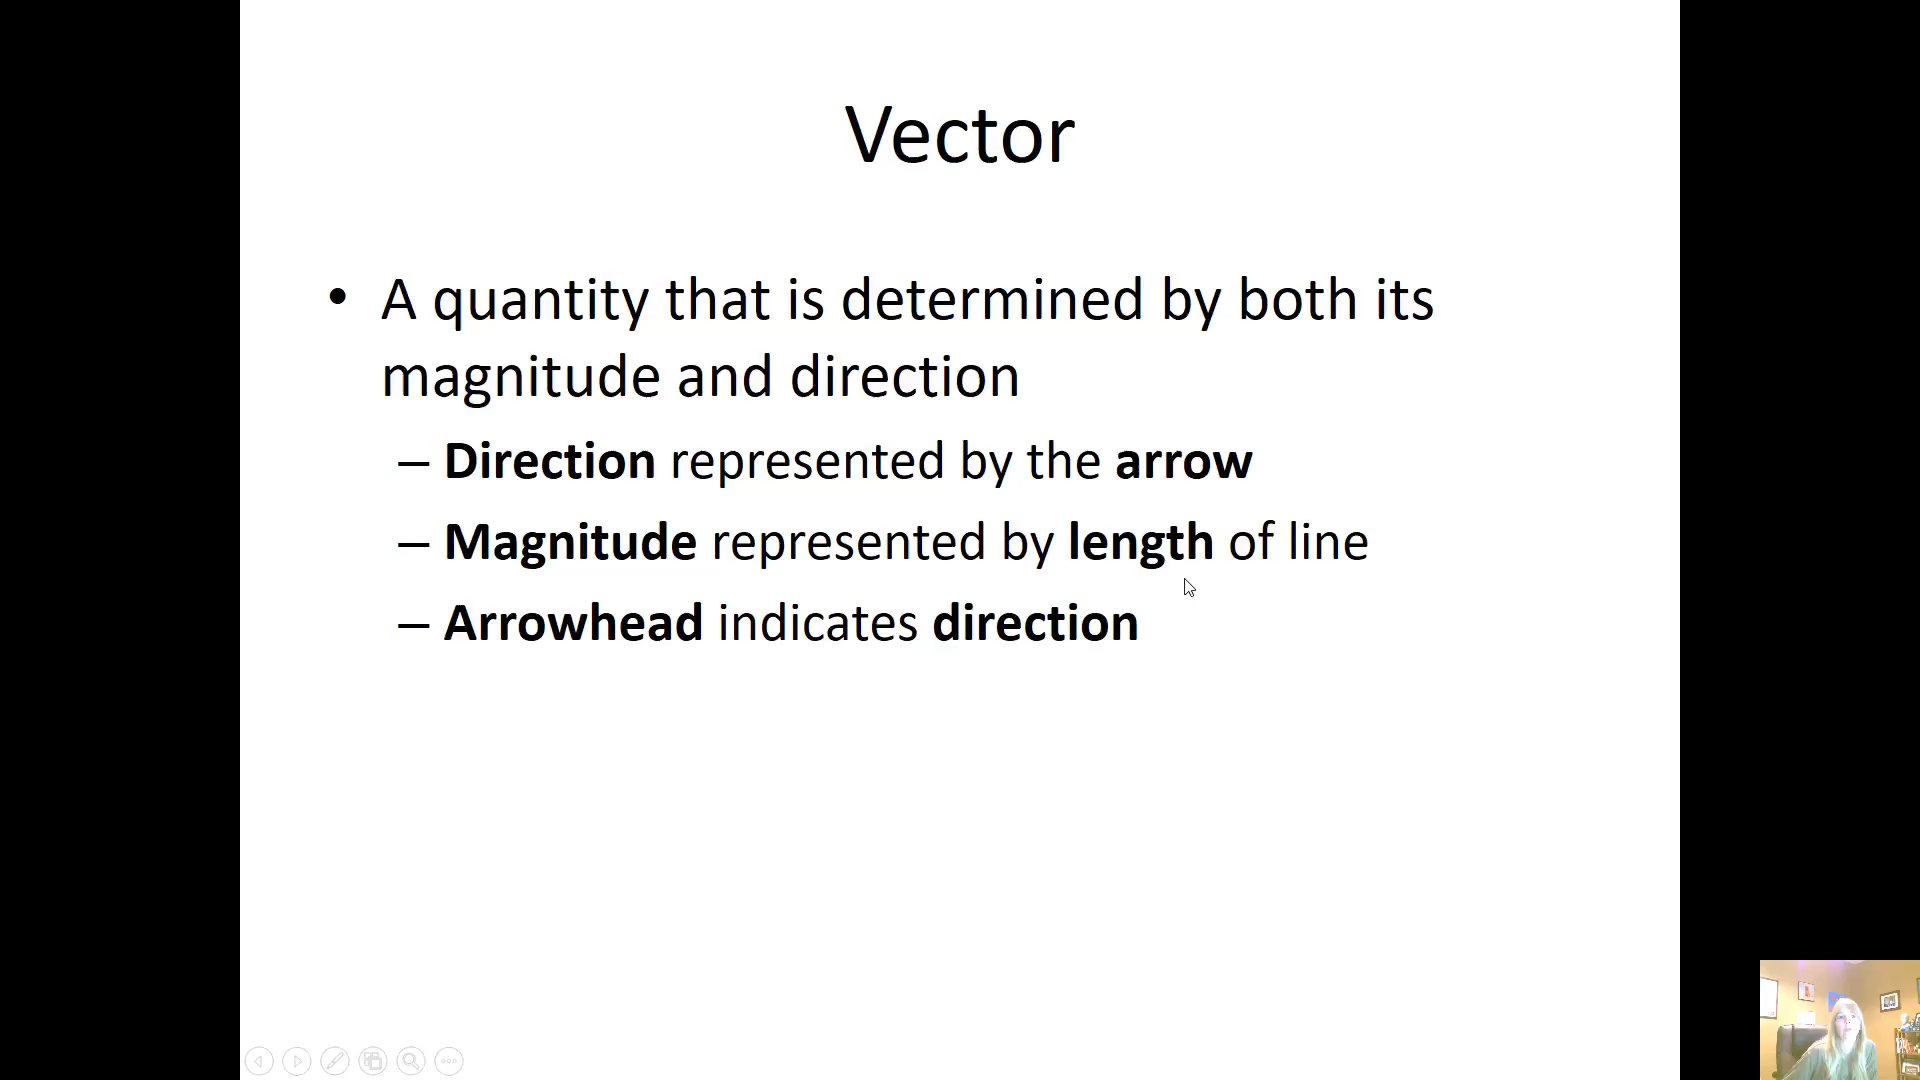 Vector
• A quantity that is determined by both its
magnitude and direction
– Direction represented by the arrow
– Magnitude represented by length of line
– Arrowhead indicates direction